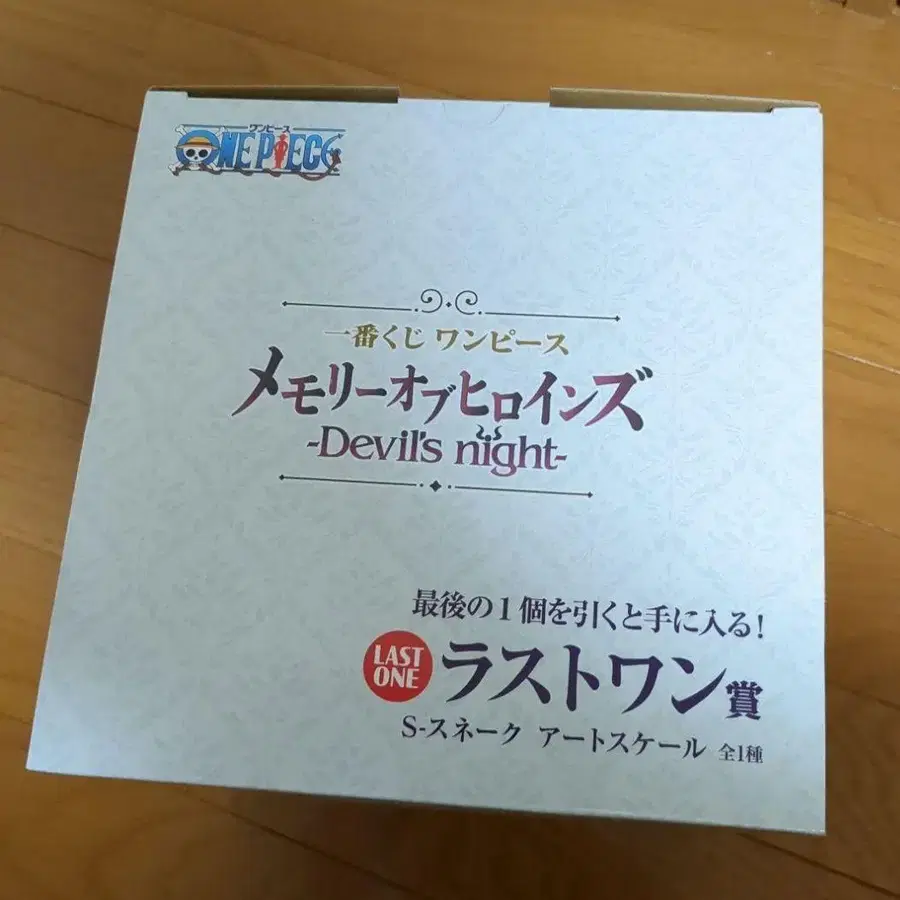 ワンピース
ONE PIECE
一番くじ ワンピース
メモリーオブヒロインズ
-Devil's night-
最後の1個を引くと手に入る!
LAST
ONE
ラストワン賞
S-スネーク アートスケール 全1種